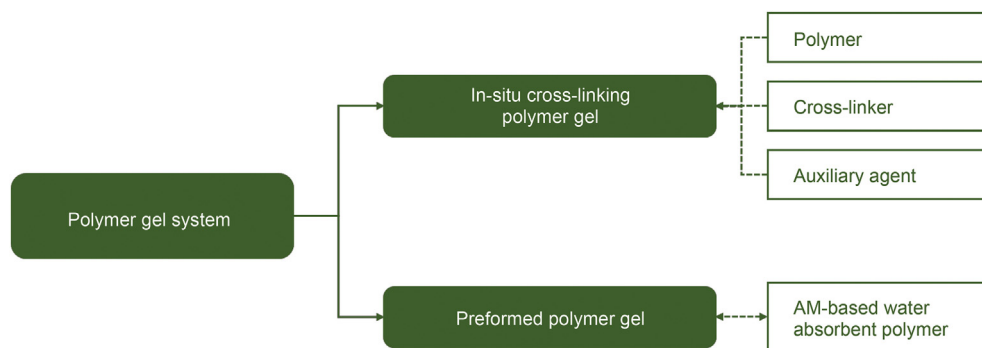 Polymer gel system
In-situ cross-linking
polymer gel
Polymer
Cross-linker
Auxiliary agent
Preformed polymer gel
AM-based water
absorbent polymer